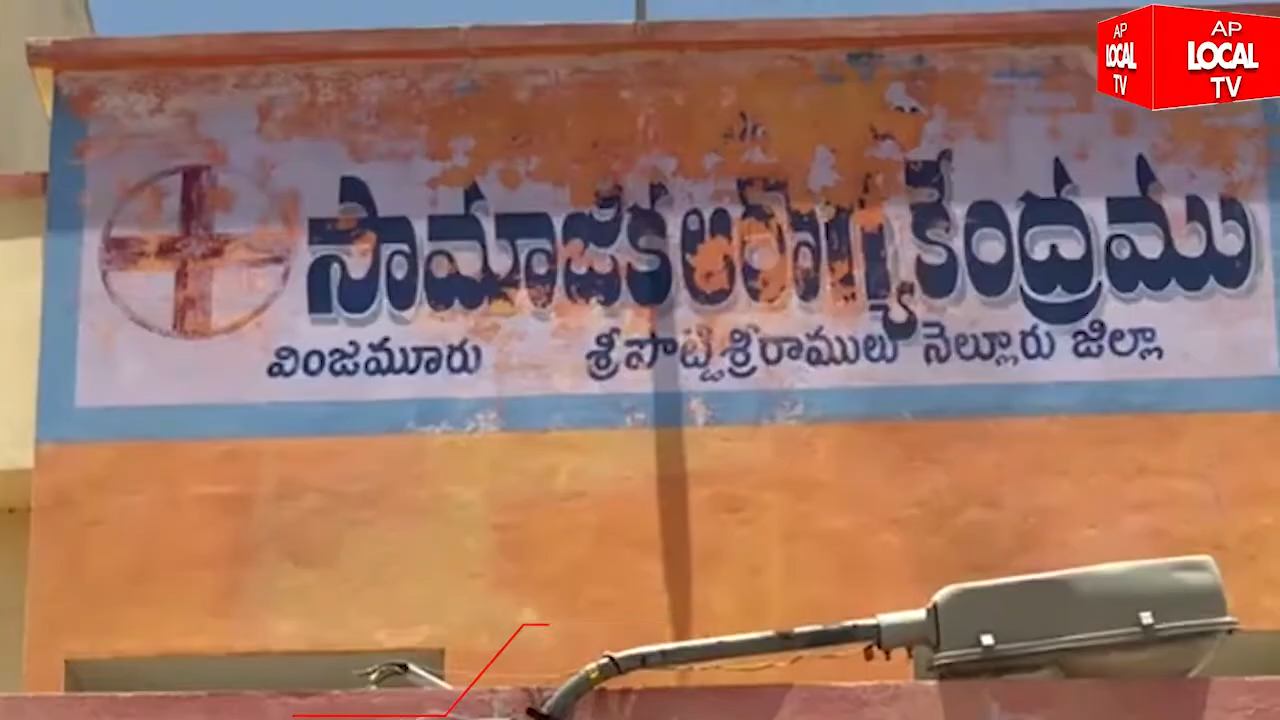 AP
LOCAL
TV
AP
LOCAL
TV
సామాజిక ఆరోగ్య కేంద్రము
వింజమూరు శ్రీ పొట్టి శ్రీరాములు నెల్లూరు జిల్లా